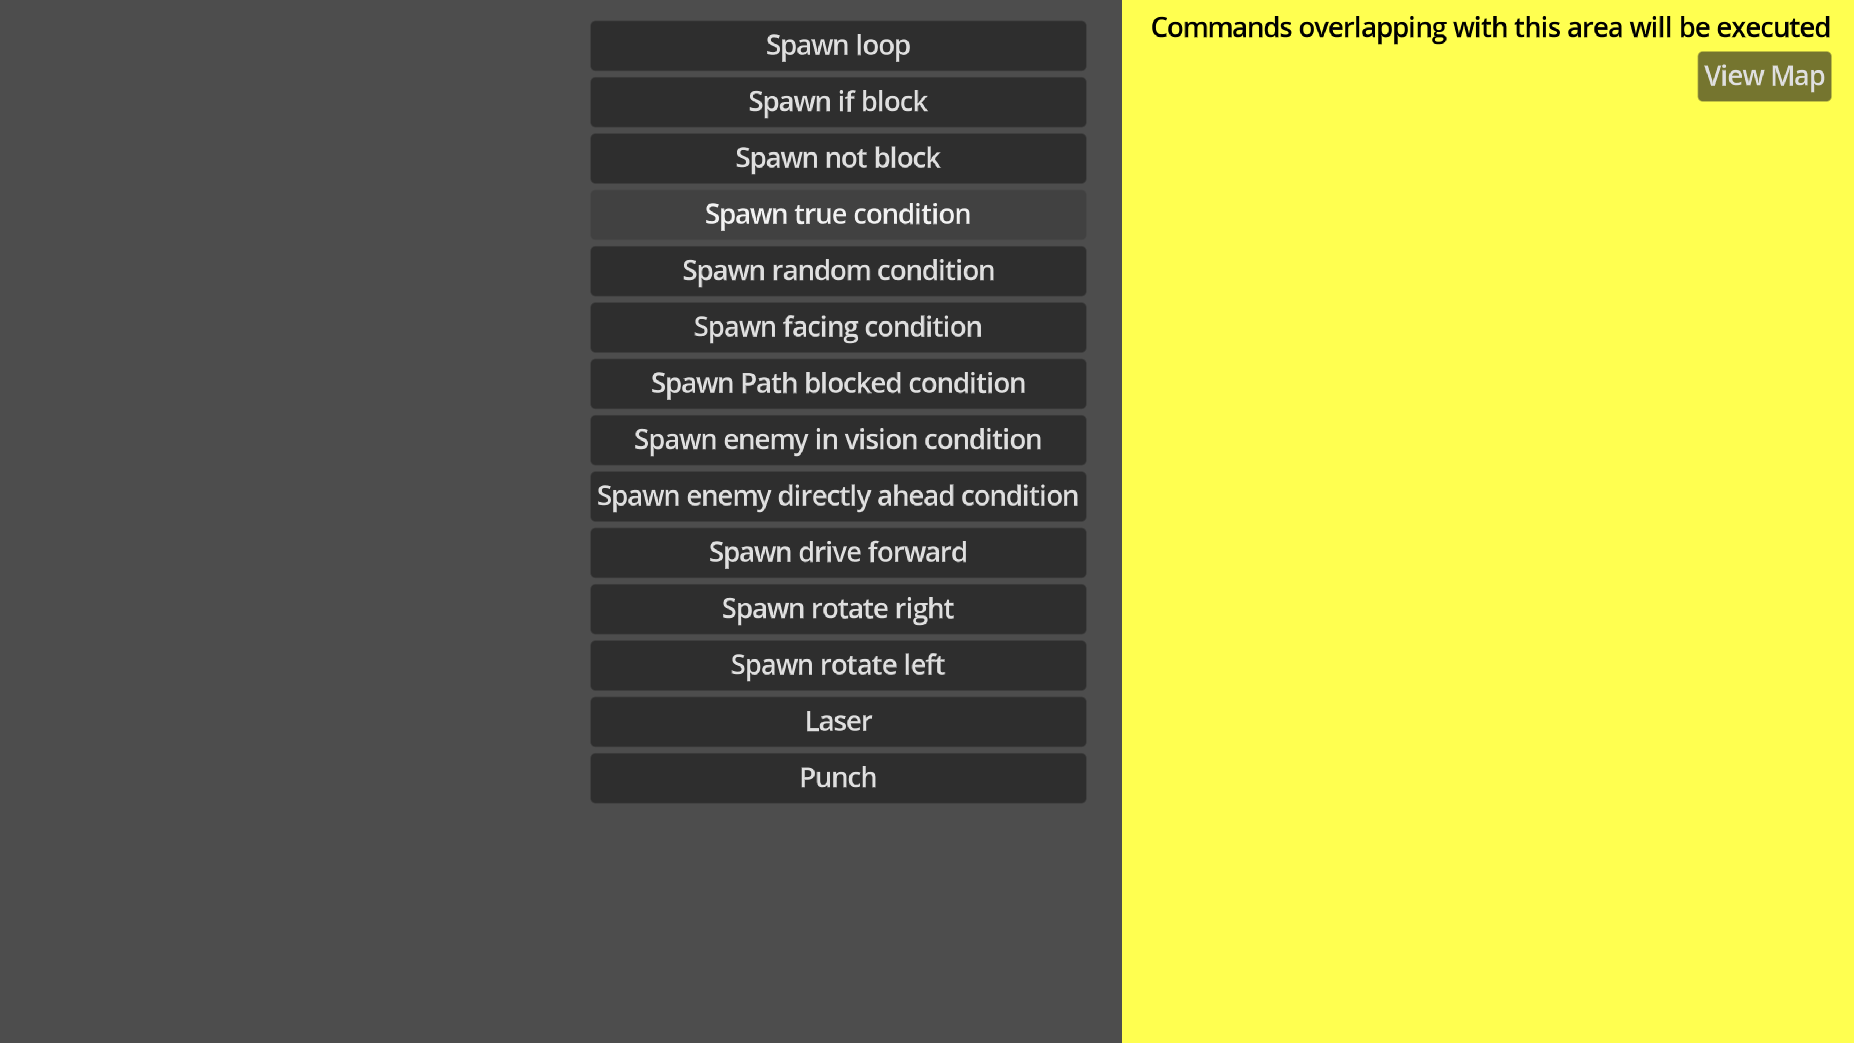 Spawn loop
Spawn if block
Spawn not block
Spawn true condition
Spawn random condition
Spawn facing condition
Spawn Path blocked condition
Spawn enemy in vision condition
Spawn enemy directly ahead condition
Spawn drive forward
Spawn rotate right
Spawn rotate left
Laser
Punch
Commands overlapping with this area will be executed
View Map